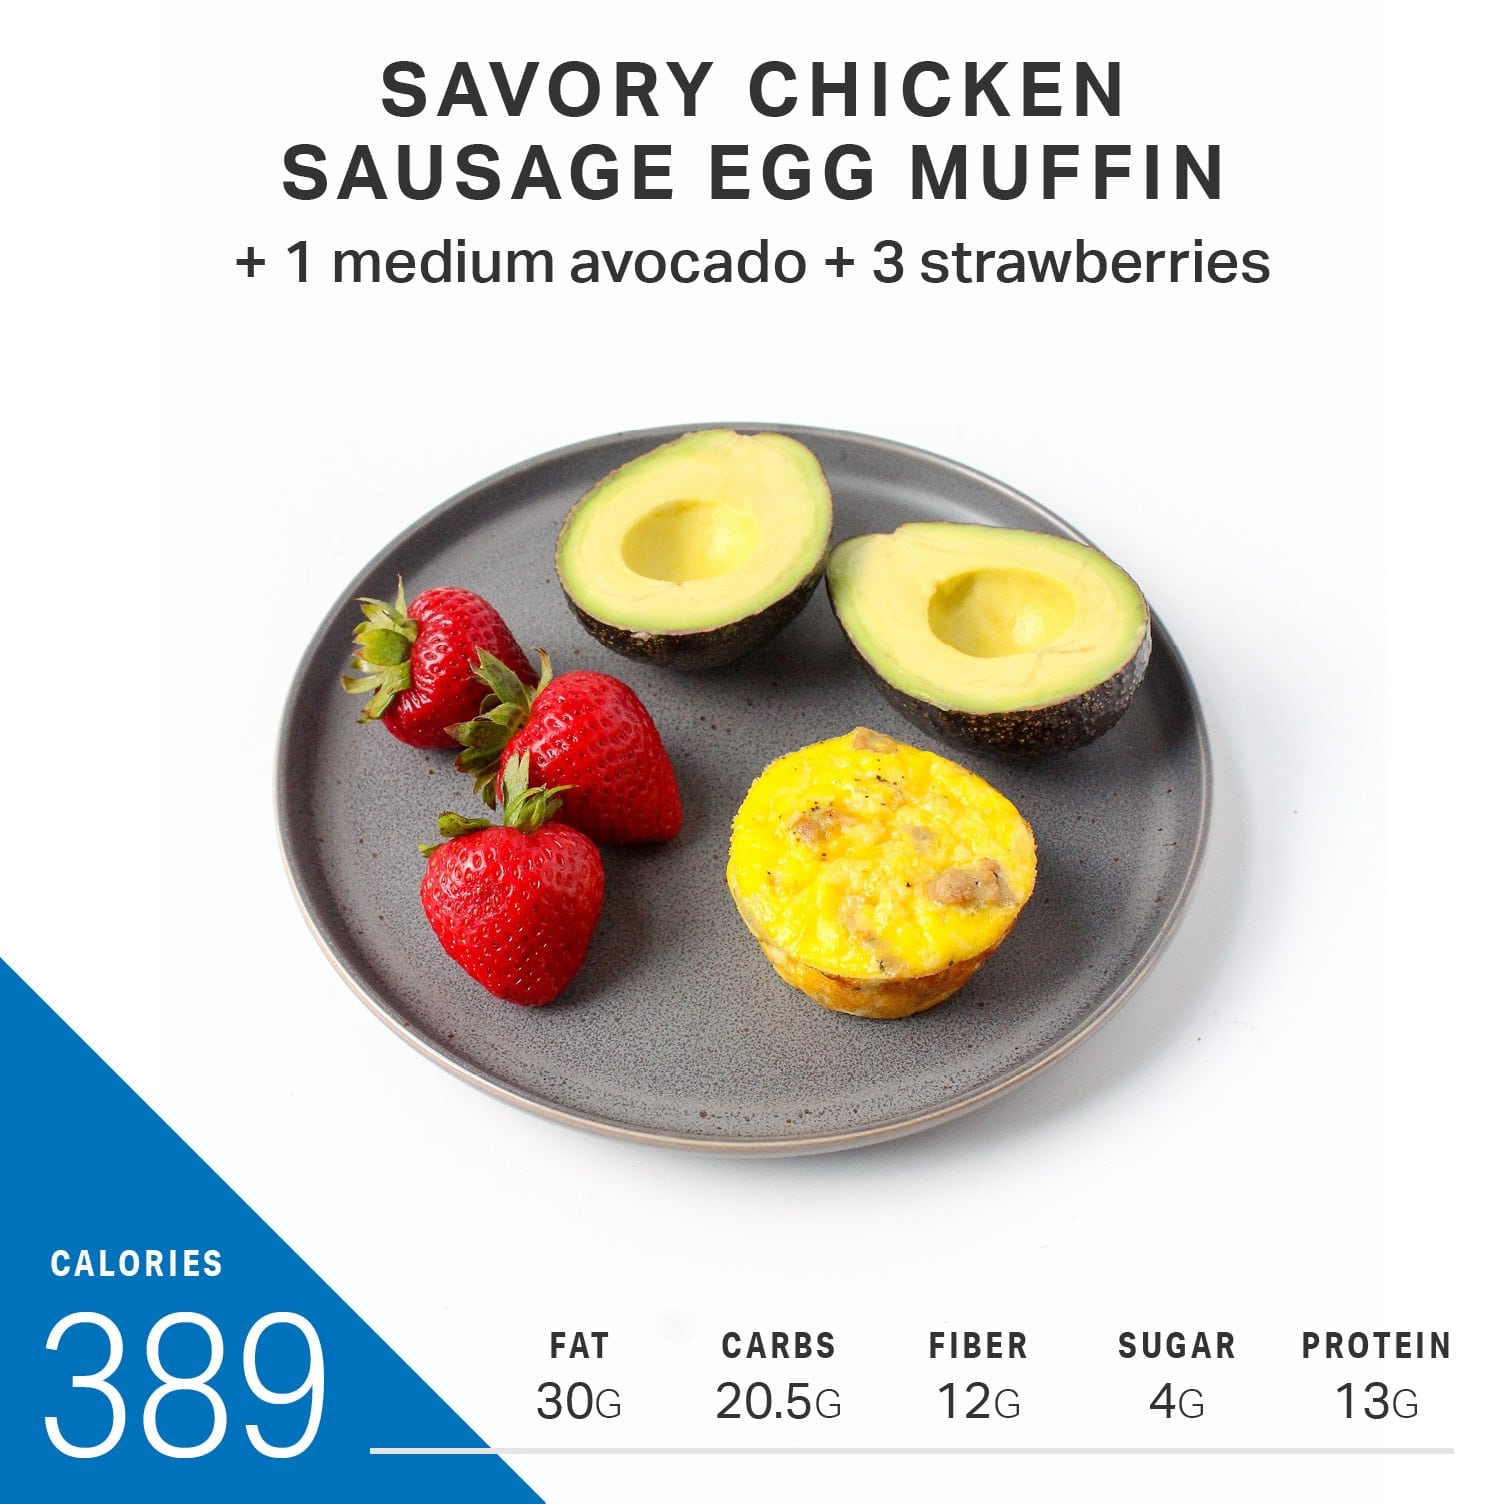 SAVORY CHICKEN
SAUSAGE EGG MUFFIN
+ 1 medium avocado + 3 strawberries
CALORIES
389
FAT CARBS FIBER SUGAR PROTEIN
30G 20.5G 12G 4G 13G